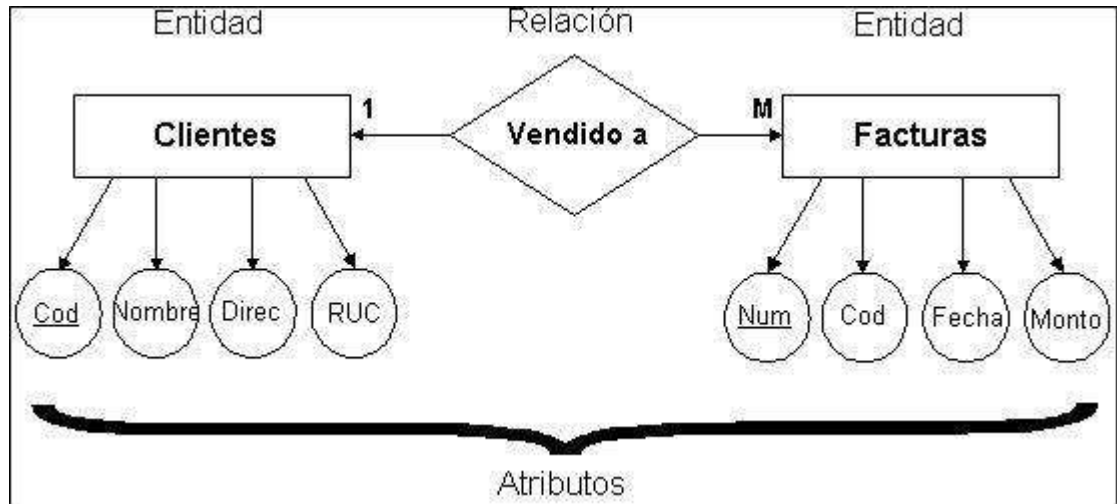 Entidad
Relación
Entidad
1
M
Clientes
Vendido a
Facturas
Cod
Nombre
Direc
RUC
Num
Cod
Fecha
Monto
Atributos